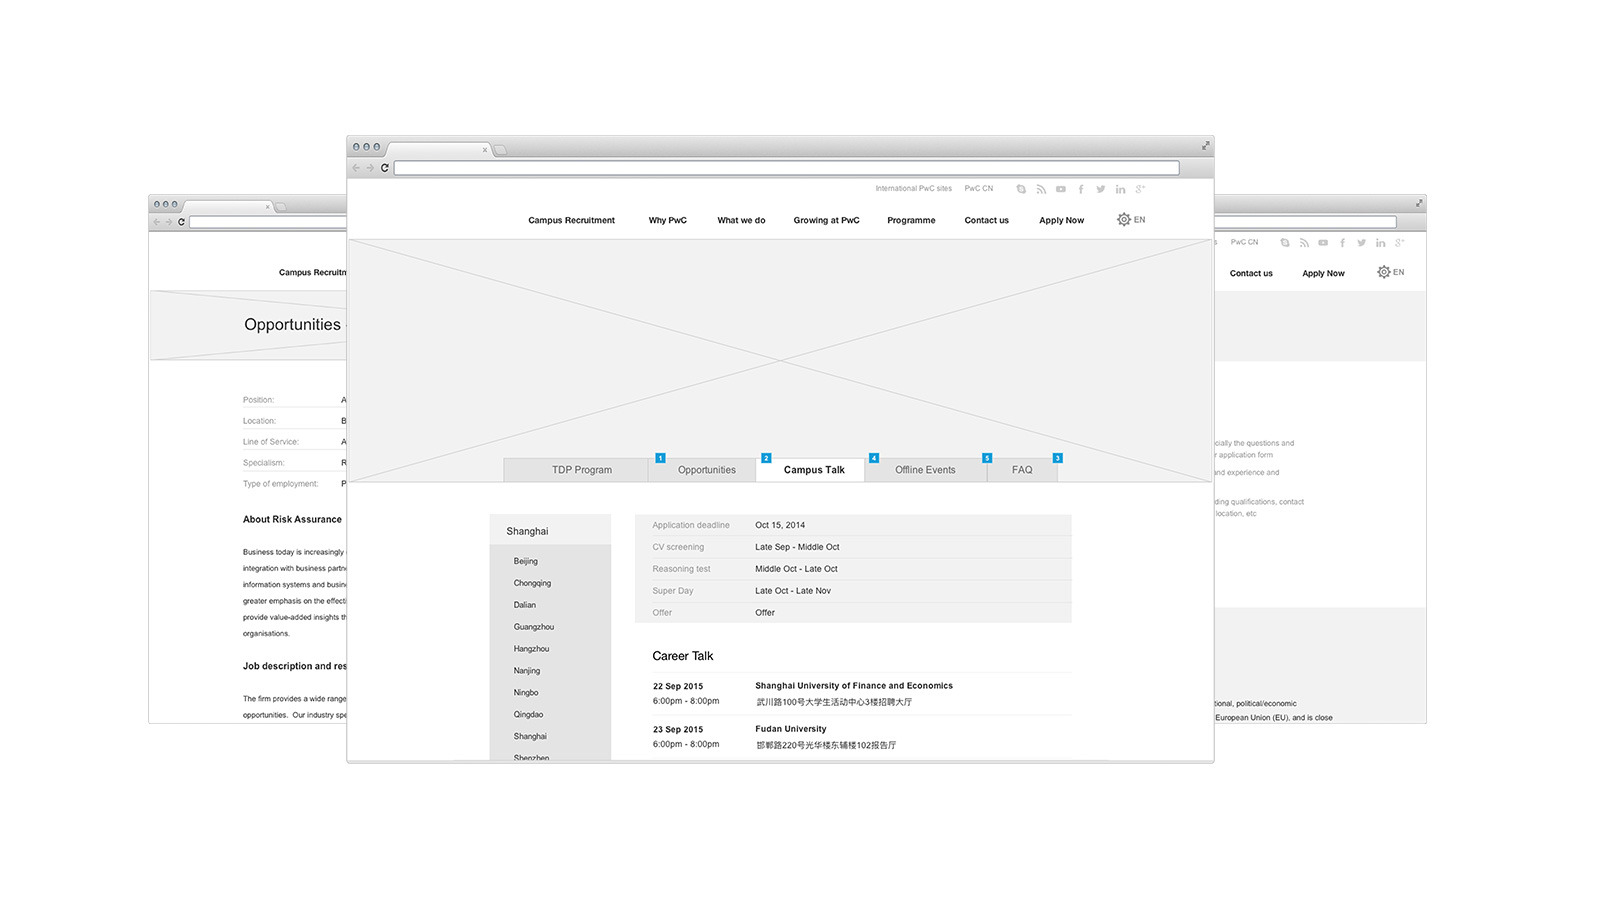 International PwC sites PwC CN
Campus Recruitment Why PwC What we do Growing at PwC Programme Contact us Apply Now EN
1 2 4 5 3
TDP Program Opportunities Campus Talk Offline Events FAQ
Shanghai
Beijing
Chongqing
Dalian
Guangzhou
Hangzhou
Nanjing
Ningbo
Qingdao
Shanghai
Shenzhen
Application deadline Oct 15, 2014
CV screening Late Sep - Middle Oct
Reasoning test Middle Oct - Late Oct
Super Day Late Oct - Late Nov
Offer Offer
Career Talk
22 Sep 2015 Shanghai University of Finance and Economics
6:00pm - 8:00pm 武川路100号大学生活动中心3楼招聘大厅
23 Sep 2015 Fudan University
6:00pm - 8:00pm 邯郸路220号光华楼东辅楼102报告厅
Campus
Opportunities -
Position:
Location:
Line of Service:
Specialism:
Type of employment:
About Risk Assurance
Business today is increasingly
integration with business
information systems and
greater emphasis on the
provide value-added insights
organisations.
Job description and
The firm provides a wide range
opportunities. Our industry
PwC CN
Contact us Apply Now EN
the questions and
application form
and experience and
qualifications, contact
location, etc
political/economic
European Union (EU), and is close